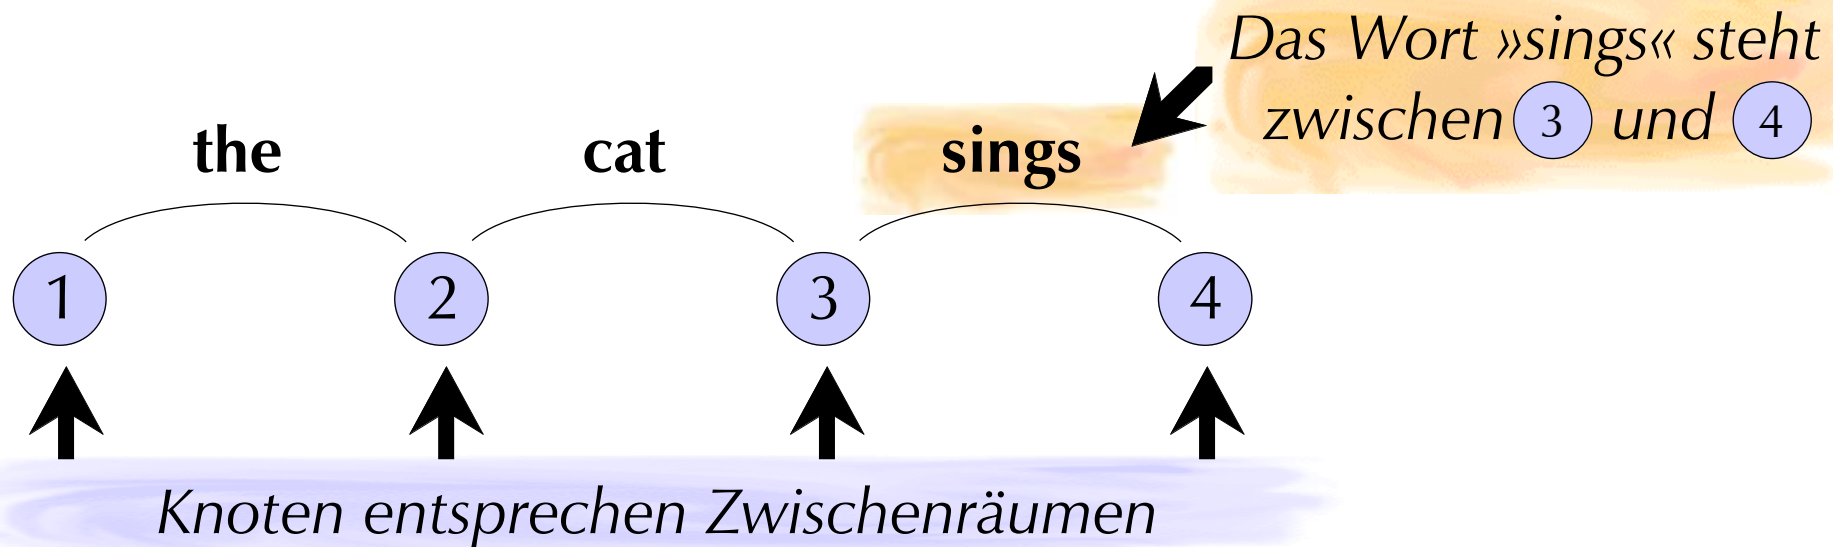 Das Wort »sings« steht
zwischen 3 und 4
the cat sings
1 2 3 4
Knoten entsprechen Zwischenräumen